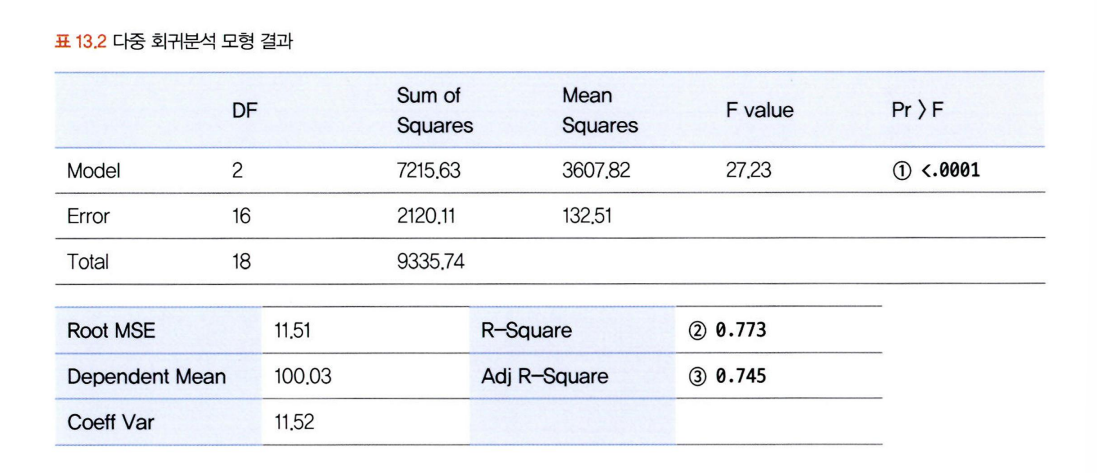 표 13.2 다중 회귀분석 모형 결과
DF Sum of Squares Mean Squares F value Pr > F
Model 2 7215.63 3607.82 27.23 ① <.0001
Error 16 2120.11 132.51
Total 18 9335.74
Root MSE 11.51 R-Square ② 0.773
Dependent Mean 100.03 Adj R-Square ③ 0.745
Coeff Var 11.52